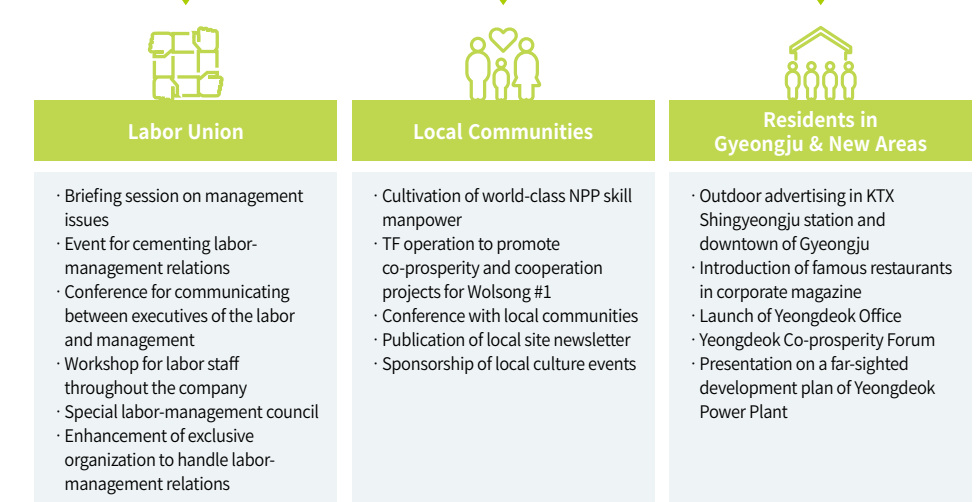 Labor Union
· Briefing session on management
issues
· Event for cementing labor-
management relations
· Conference for communicating
between executives of the labor
and management
· Workshop for labor staff
throughout the company
· Special labor-management council
· Enhancement of exclusive
organization to handle labor-
management relations
Local Communities
· Cultivation of world-class NPP skill
manpower
· TF operation to promote
co-prosperity and cooperation
projects for Wolsong #1
· Conference with local communities
· Publication of local site newsletter
· Sponsorship of local culture events
Residents in
Gyeongju & New Areas
· Outdoor advertising in KTX
Shingyeongju station and
downtown of Gyeongju
· Introduction of famous restaurants
in corporate magazine
· Launch of Yeongdeok Office
· Yeongdeok Co-prosperity Forum
· Presentation on a far-sighted
development plan of Yeongdeok
Power Plant